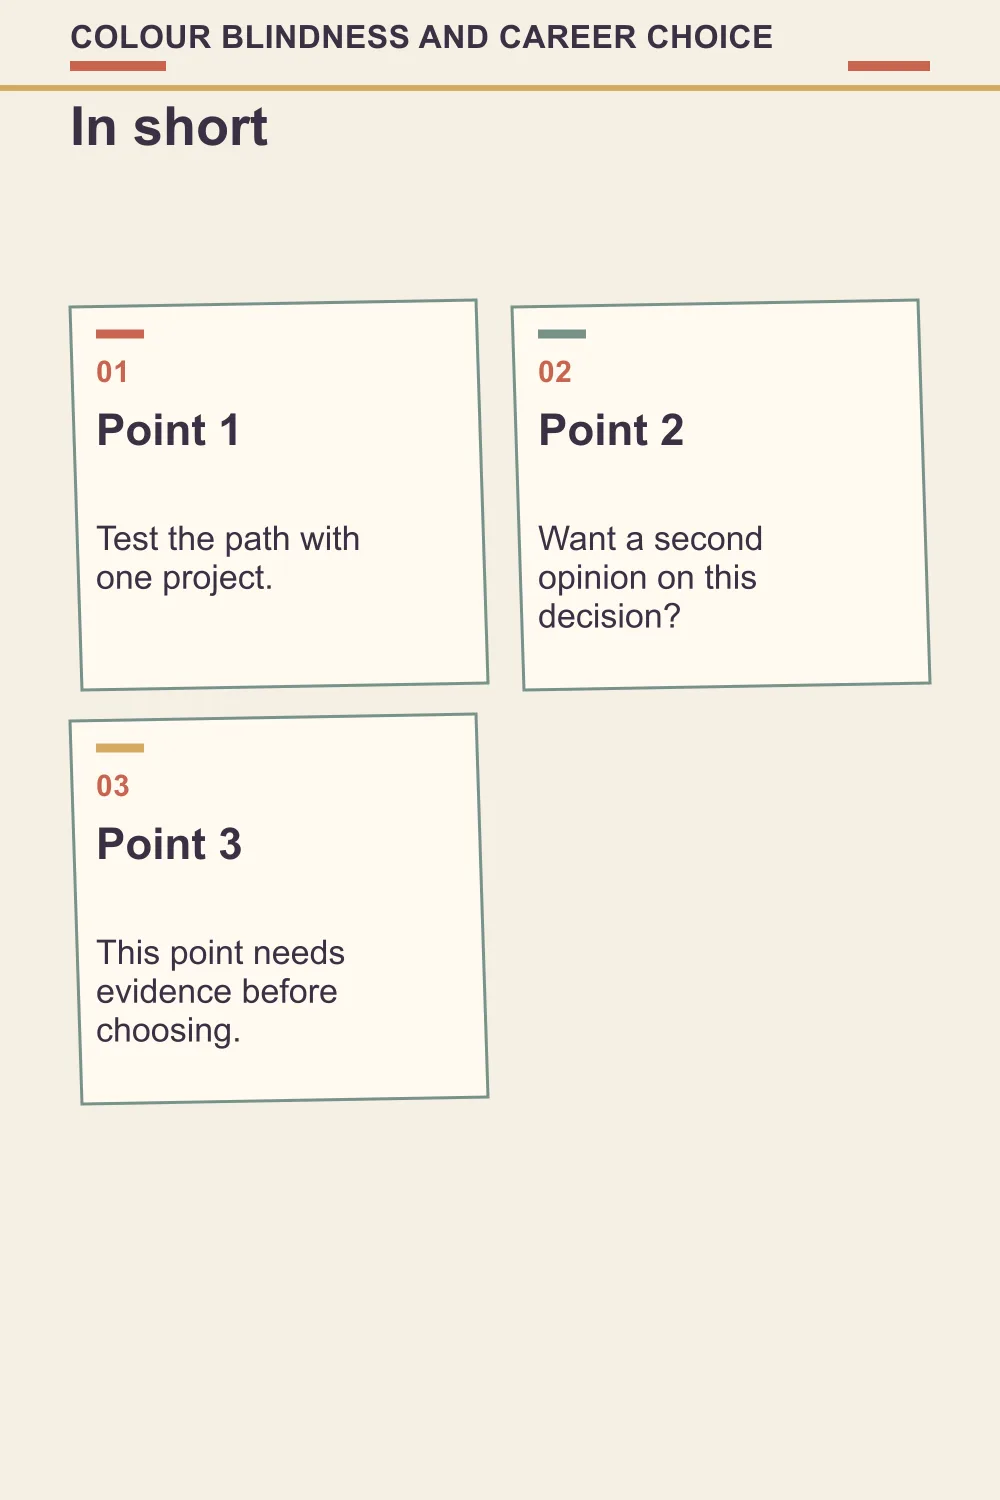 COLOUR BLINDNESS AND CAREER CHOICE
In short
01
Point 1
Test the path with
one project.
02
Point 2
Want a second
opinion on this
decision?
03
Point 3
This point needs
evidence before
choosing.